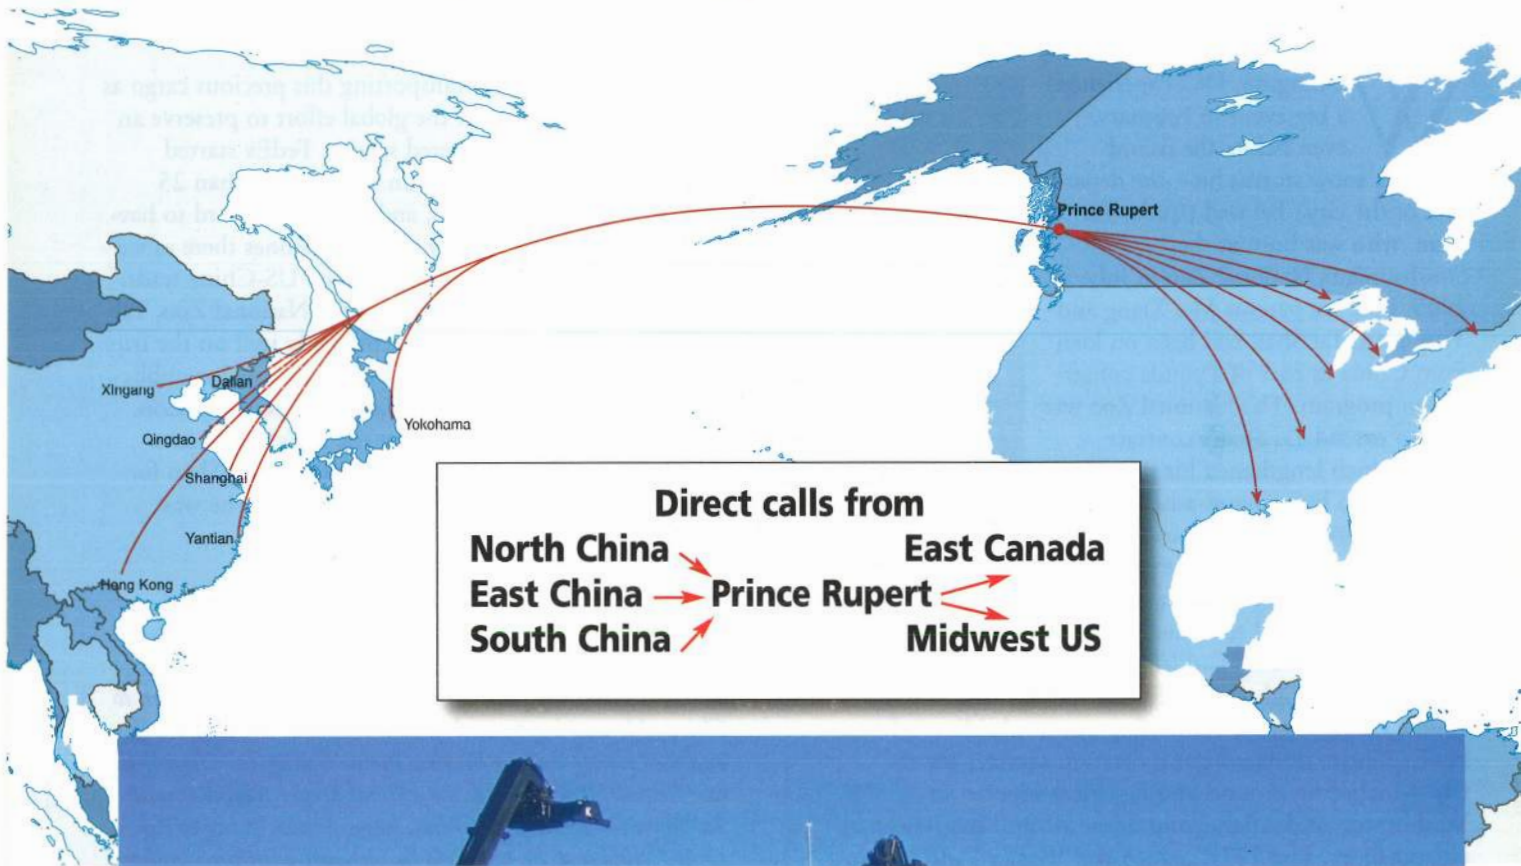 Prince Rupert
Xingang
Dalian
Qingdao
Yokohama
Shanghai
Yantian
Hong Kong
Direct calls from
North China East Canada
East China Prince Rupert
South China Midwest US